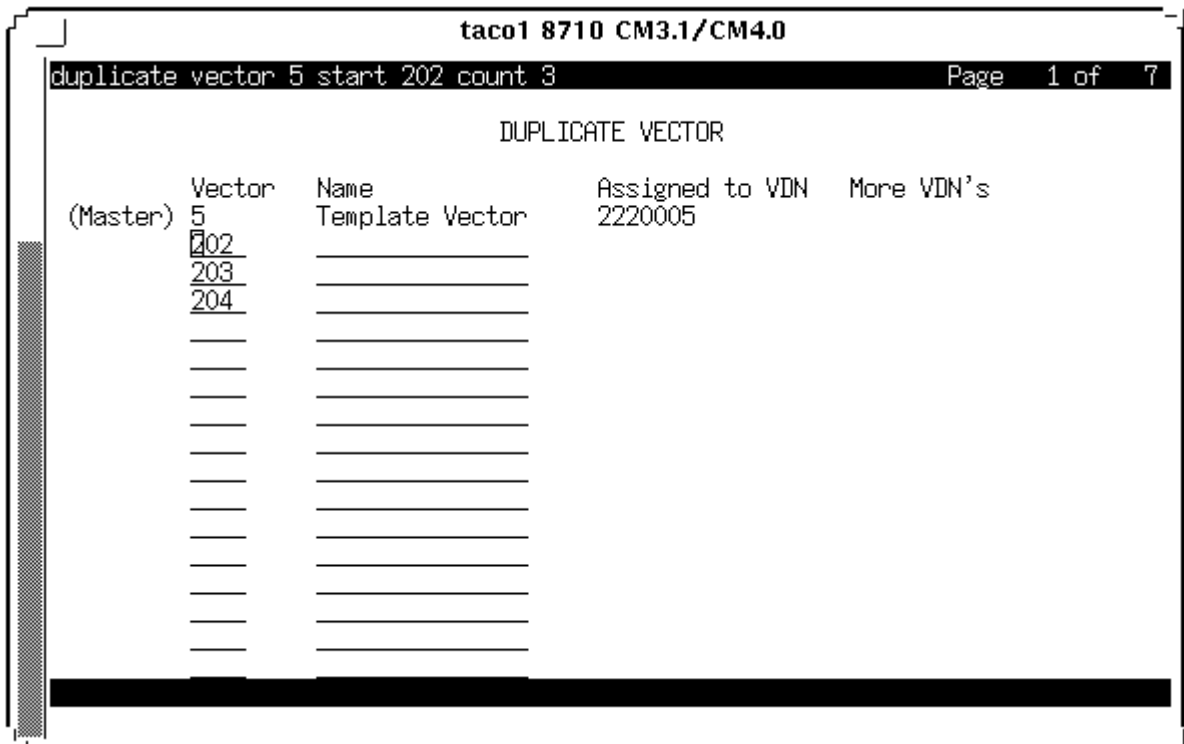 taco1 8710 CM3.1/CM4.0
duplicate vector 5 start 202 count 3 Page 1 of 7
DUPLICATE VECTOR
Vector Name Assigned to VDN More VDN's
(Master) 5 Template Vector 2220005
202
203
204